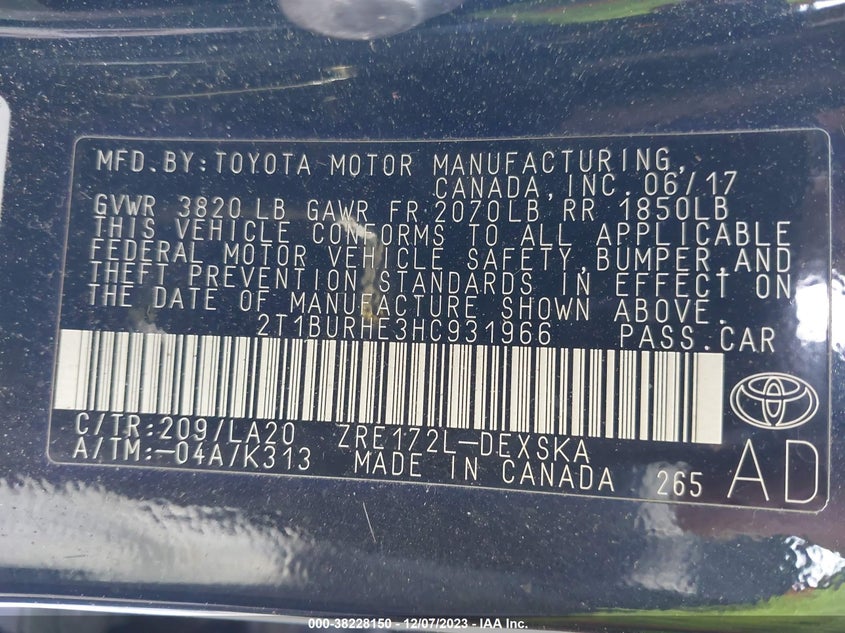 MFD.BY:TOYOTA MOTOR MANUFACTURING,
CANADA,INC.06/17
GVWR 3820 LB GAWR FR 2070LB RR 1850LB
THIS VEHICLE CONFORMS TO ALL APPLICABLE
FEDERAL MOTOR VEHICLE SAFETY,BUMPER,AND
THEFT PREVENTION STANDARDS IN EFFECT ON
THE DATE OF MANUFACTURE SHOWN ABOVE.
2T1BURHE3HC931966 PASS.CAR
C/TR:209/LA20 ZRE172L-DEXSKA
A/TM:-04A/K313 MADE IN CANADA 265 AD
000-38228150 - 12/07/2023 - IAA Inc.